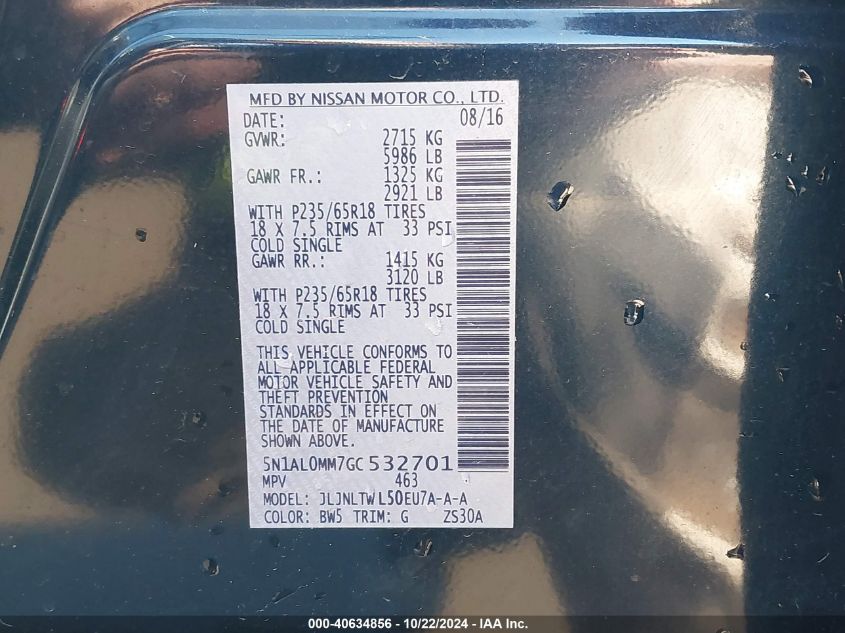 MFD BY NISSAN MOTOR CO., LTD.
DATE: 08/16
GVWR: 2715 KG
5986 LB
GAWR FR.: 1325 KG
2921 LB
WITH P235/65R18 TIRES
18 X 7.5 RIMS AT 33 PSI
COLD SINGLE
GAWR RR.: 1415 KG
3120 LB
WITH P235/65R18 TIRES
18 X 7.5 RIMS AT 33 PSI
COLD SINGLE
THIS VEHICLE CONFORMS TO
ALL APPLICABLE FEDERAL
MOTOR VEHICLE SAFETY AND
THEFT PREVENTION
STANDARDS IN EFFECT ON
THE DATE OF MANUFACTURE
SHOWN ABOVE.
5N1AL0MM7GC532701
MPV 463
MODEL: JLJNLTWL50EU7A-A-A
COLOR: BW5 TRIM: G ZS30A
000-40634856 - 10/22/2024 - IAA Inc.